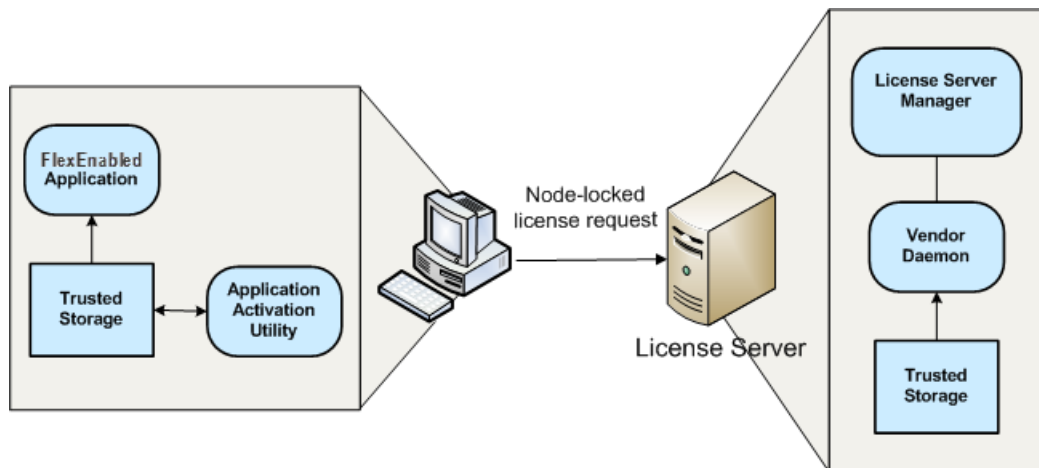 FlexEnabled
Application
Trusted
Storage
Application
Activation
Utility
Node-locked
license request
License Server
License Server
Manager
Vendor
Daemon
Trusted
Storage